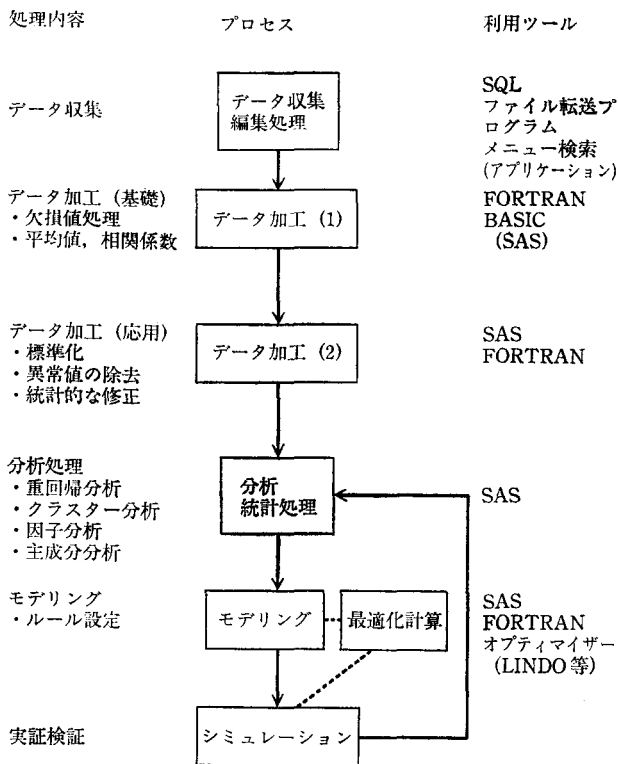 処理内容
プロセス
利用ツール
データ収集
データ収集
編集処理
SQL
ファイル転送プ
ログラム
メニュー検索
(アプリケーション)
データ加工（基礎）
・欠損値処理
・平均値，相関係数
データ加工 (1)
FORTRAN
BASIC
(SAS)
データ加工（応用）
・標準化
・異常値の除去
・統計的な修正
データ加工 (2)
SAS
FORTRAN
分析処理
・重回帰分析
・クラスター分析
・因子分析
・主成分分析
分析
統計処理
SAS
モデリング
・ルール設定
モデリング
最適化計算
SAS
FORTRAN
オプティマイザー
(LINDO 等)
実証検証
シミュレーション